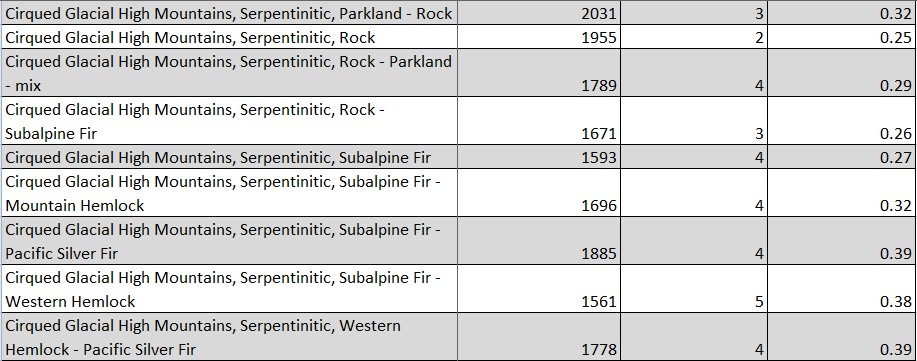 Cirqued Glacial High Mountains, Serpentinitic, Parkland - Rock 2031 3 0.32
Cirqued Glacial High Mountains, Serpentinitic, Rock 1955 2 0.25
Cirqued Glacial High Mountains, Serpentinitic, Rock - Parkland
- mix 1789 4 0.29
Cirqued Glacial High Mountains, Serpentinitic, Rock -
Subalpine Fir 1671 3 0.26
Cirqued Glacial High Mountains, Serpentinitic, Subalpine Fir 1593 4 0.27
Cirqued Glacial High Mountains, Serpentinitic, Subalpine Fir -
Mountain Hemlock 1696 4 0.32
Cirqued Glacial High Mountains, Serpentinitic, Subalpine Fir -
Pacific Silver Fir 1885 4 0.39
Cirqued Glacial High Mountains, Serpentinitic, Subalpine Fir -
Western Hemlock 1561 5 0.38
Cirqued Glacial High Mountains, Serpentinitic, Western
Hemlock - Pacific Silver Fir 1778 4 0.39